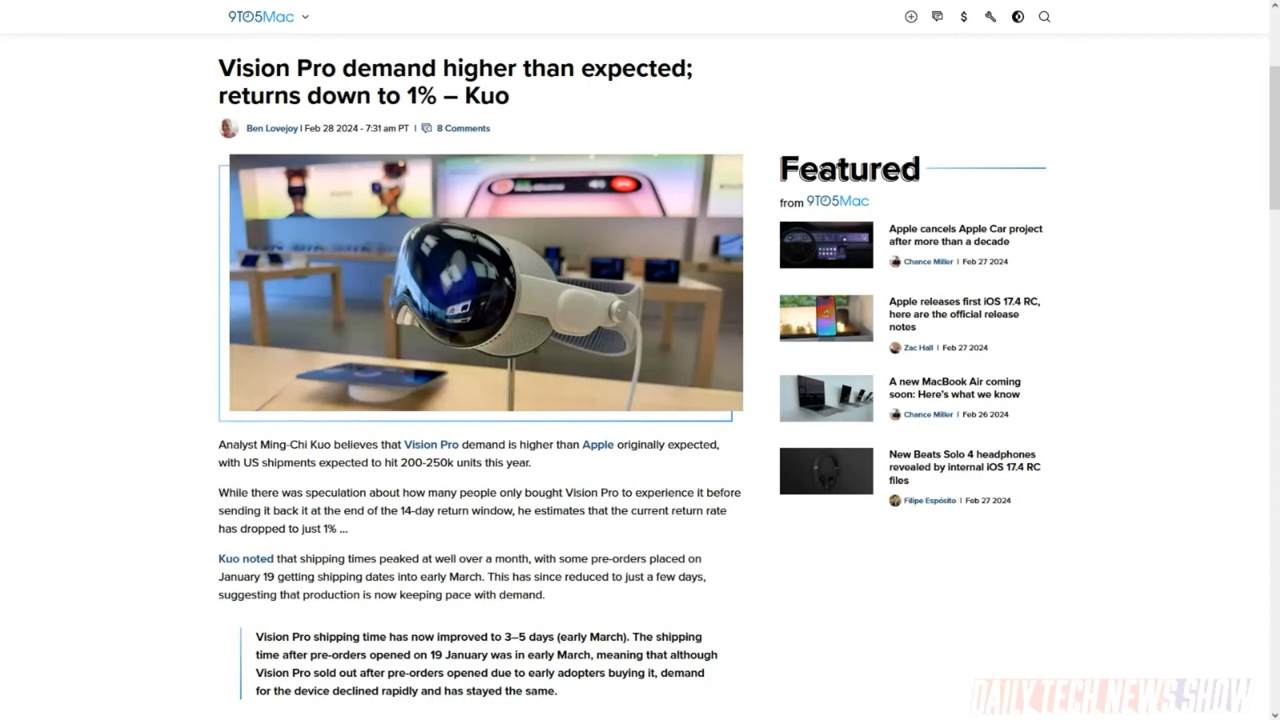 9TO5Mac
Vision Pro demand higher than expected;
returns down to 1% – Kuo
Ben Lovejoy | Feb 28 2024 - 7:31 am PT | 8 Comments
Featured
from 9TO5Mac
Apple cancels Apple Car project
after more than a decade
Chance Miller | Feb 27 2024
Apple releases first iOS 17.4 RC,
here are the official release
notes
Zac Hall | Feb 27 2024
A new MacBook Air coming
soon: Here's what we know
Chance Miller | Feb 26 2024
New Beats Solo 4 headphones
revealed by internal iOS 17.4 RC
files
Filipe Espósito | Feb 27 2024
Analyst Ming-Chi Kuo believes that Vision Pro demand is higher than Apple originally expected,
with US shipments expected to hit 200-250k units this year.
While there was speculation about how many people only bought Vision Pro to experience it before
sending it back it at the end of the 14-day return window, he estimates that the current return rate
has dropped to just 1% ...
Kuo noted that shipping times peaked at well over a month, with some pre-orders placed on
January 19 getting shipping dates into early March. This has since reduced to just a few days,
suggesting that production is now keeping pace with demand.
Vision Pro shipping time has now improved to 3–5 days (early March). The shipping
time after pre-orders opened on 19 January was in early March, meaning that although
Vision Pro sold out after pre-orders opened due to early adopters buying it, demand
for the device declined rapidly and has stayed the same.
DAILY TECH NEWS SHOW